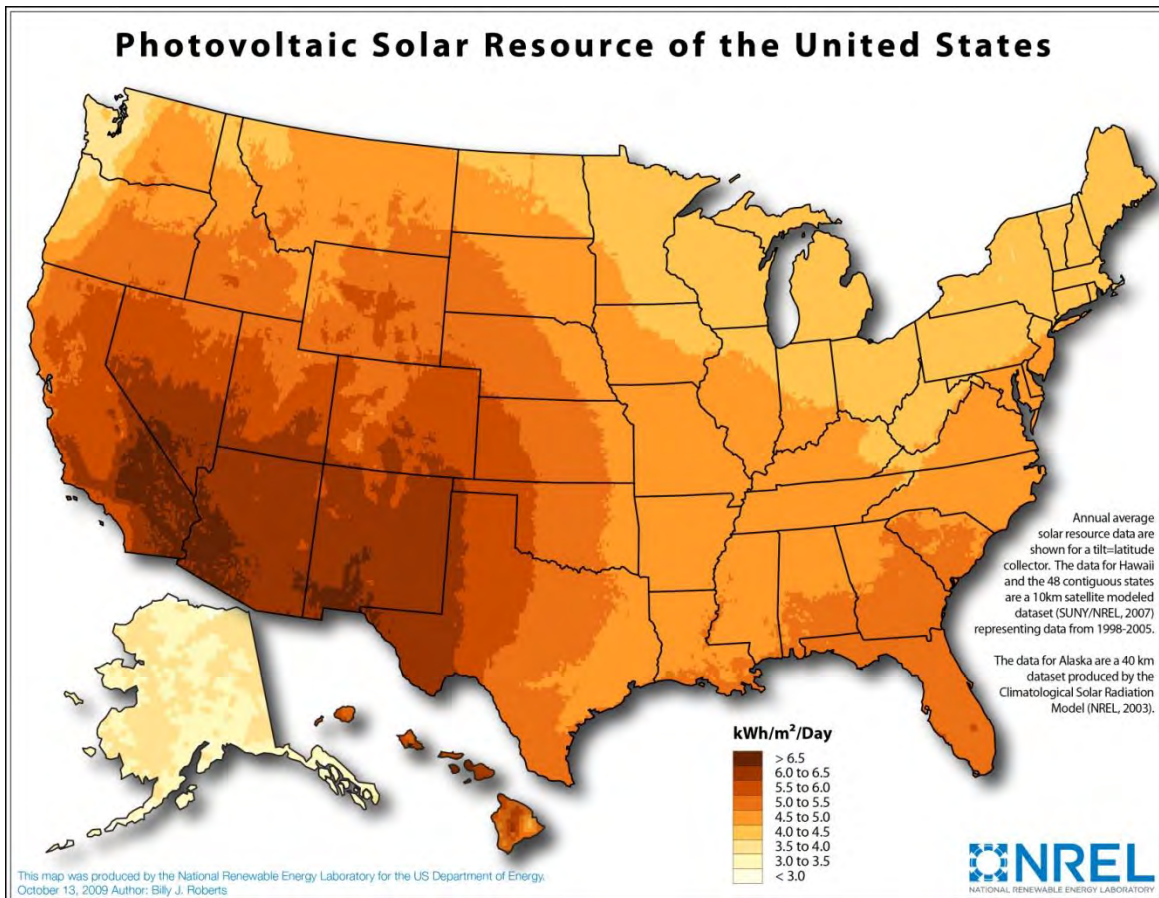 Photovoltaic Solar Resource of the United States
Annual average
solar resource data are
shown for a tilt=latitude
collector. The data for Hawaii
and the 48 contiguous states
are a 10km satellite modeled
dataset (SUNY/NREL, 2007)
representing data from 1998-2005.
The data for Alaska are a 40 km
dataset produced by the
Climatological Solar Radiation
Model (NREL, 2003).
kWh/m²/Day
> 6.5
6.0 to 6.5
5.5 to 6.0
5.0 to 5.5
4.5 to 5.0
4.0 to 4.5
3.5 to 4.0
3.0 to 3.5
< 3.0
This map was produced by the National Renewable Energy Laboratory for the US Department of Energy.
October 13, 2009 Author: Billy J. Roberts
NREL
NATIONAL RENEWABLE ENERGY LABORATORY